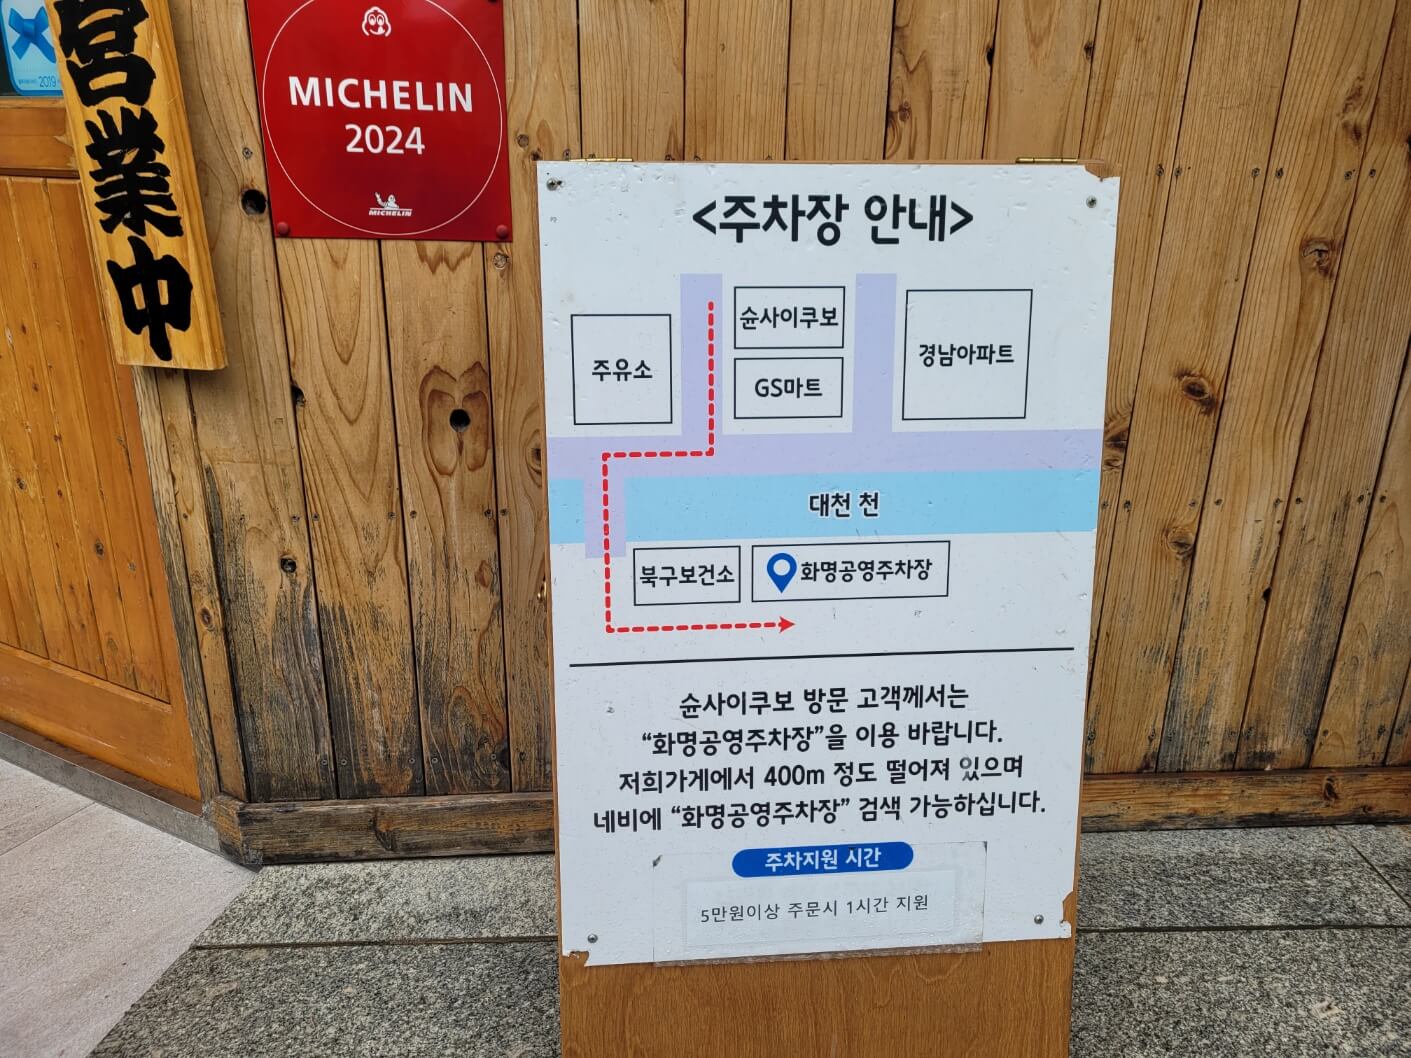 営業中
2019
MICHELIN
2024
MICHELIN
<주차장 안내>
주유소
슌사이쿠보
GS마트
경남아파트
대천 천
북구보건소
화명공영주차장
슌사이쿠보 방문 고객께서는
“화명공영주차장”을 이용 바랍니다.
저희가게에서 400m 정도 떨어져 있으며
네비에 “화명공영주차장” 검색 가능하십니다.
주차지원 시간
5만원이상 주문시 1시간 지원